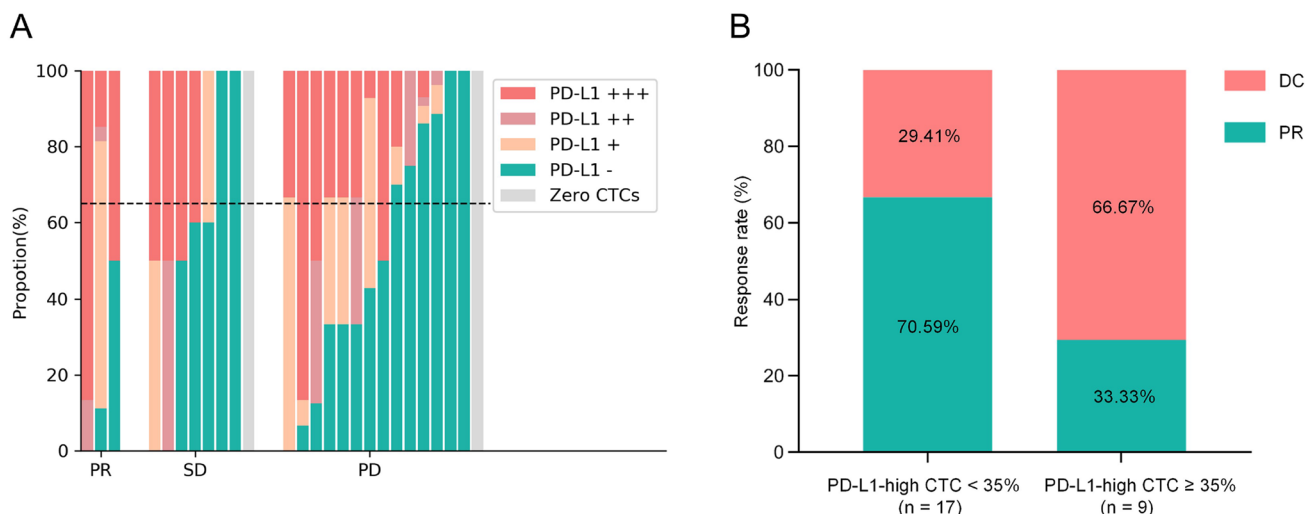 A
Propotion(%)
100
80
60
40
20
0
PR
SD
PD
PD-L1 +++
PD-L1 ++
PD-L1 +
PD-L1 -
Zero CTCs
B
Response rate (%)
100
80
60
40
20
0
29.41%
70.59%
66.67%
33.33%
DC
PR
PD-L1-high CTC < 35%
(n = 17)
PD-L1-high CTC ≥ 35%
(n = 9)